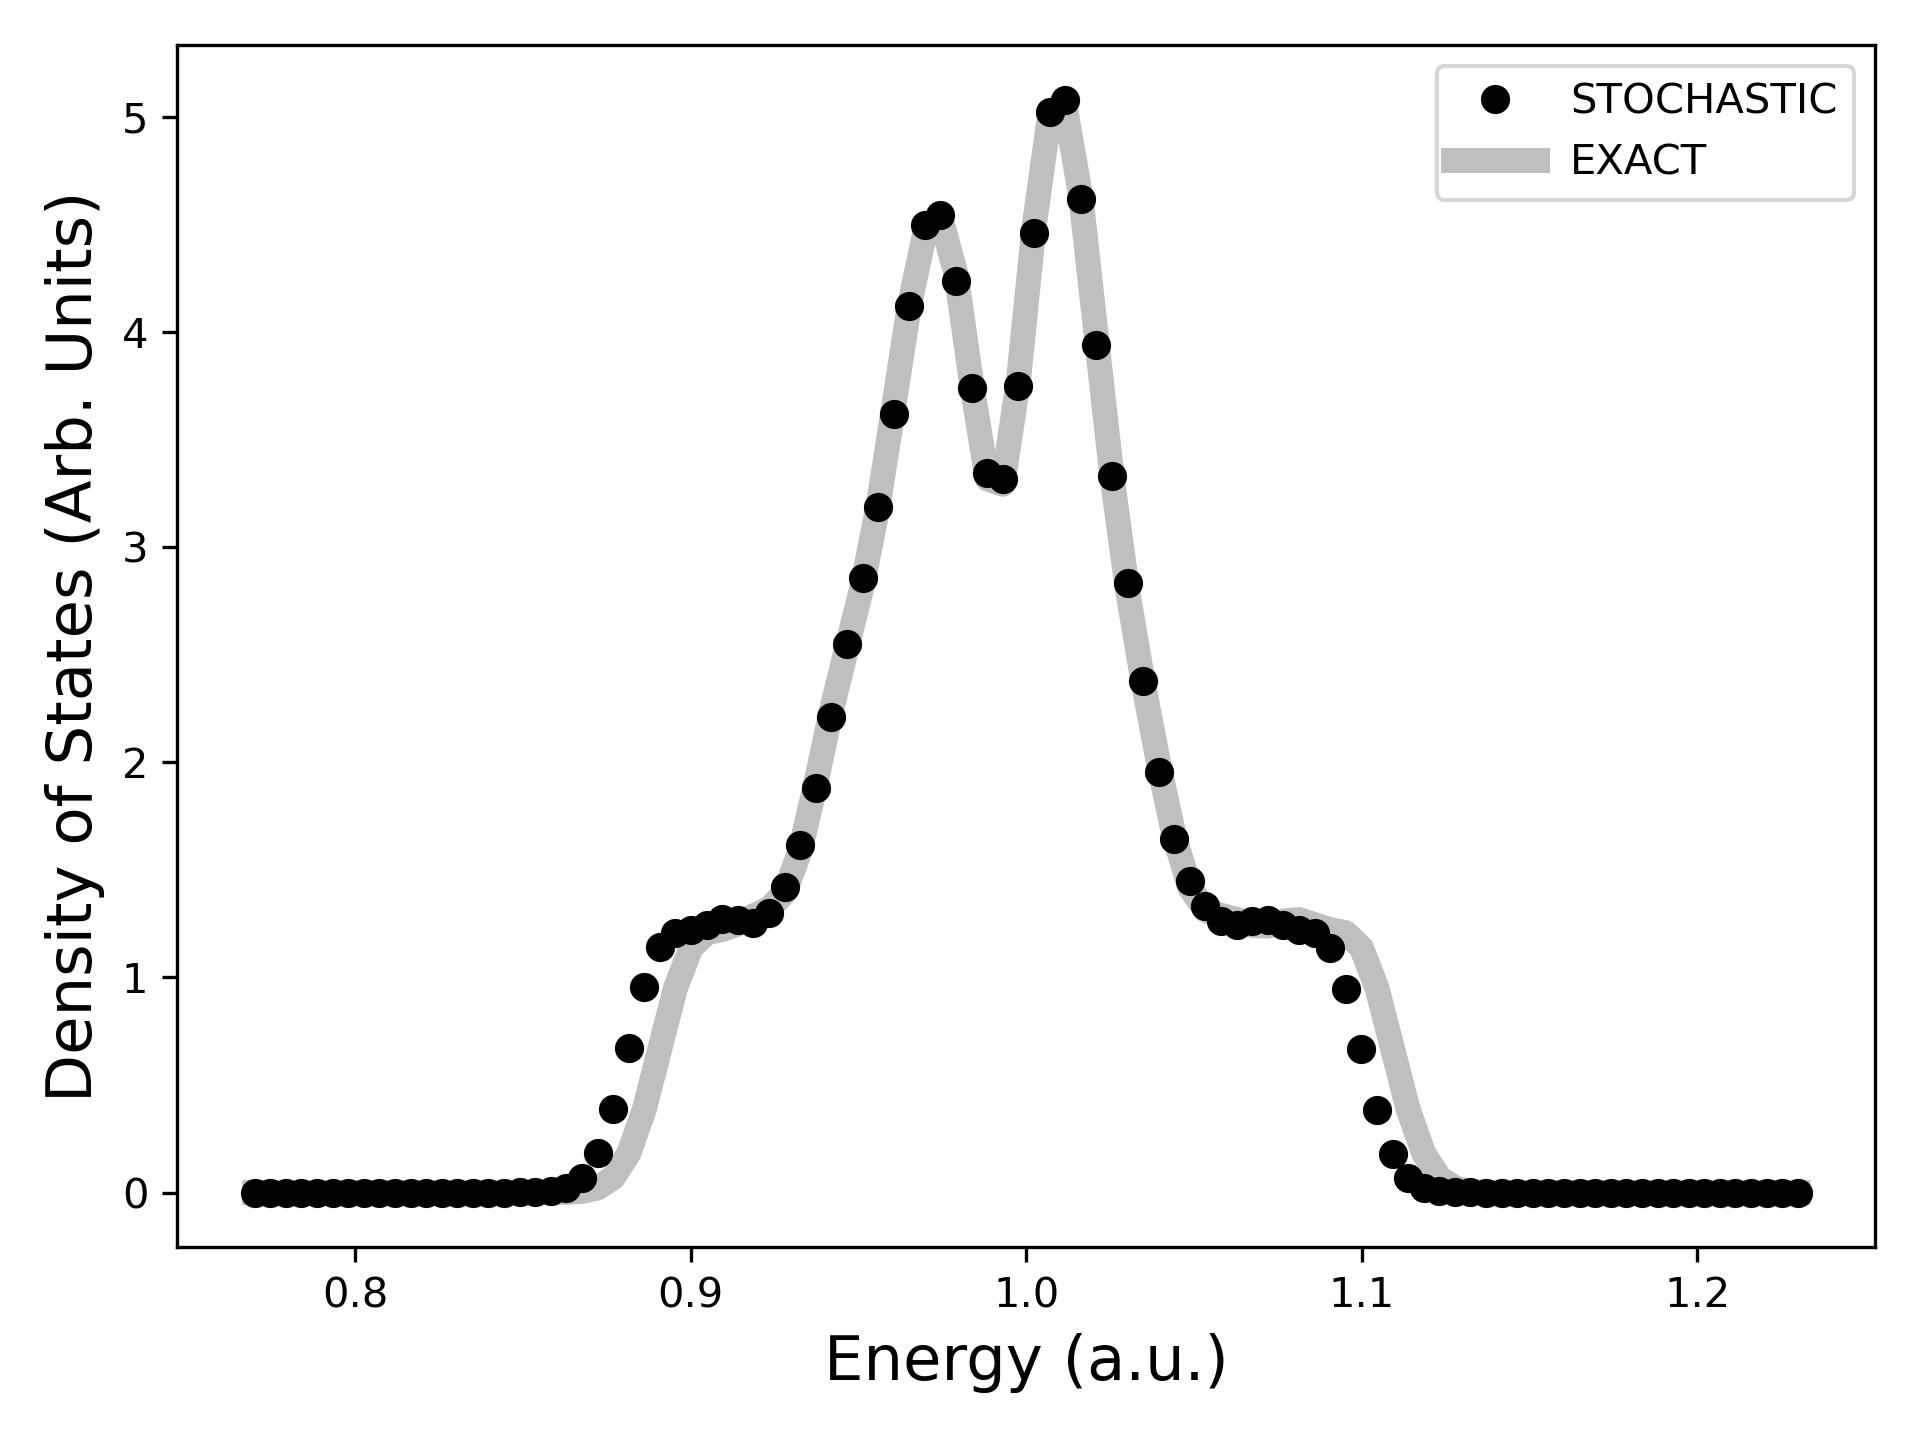 STOCHASTIC
EXACT
Density of States (Arb. Units)
5
4
3
2
1
0
0.8 0.9 1.0 1.1 1.2
Energy (a.u.)